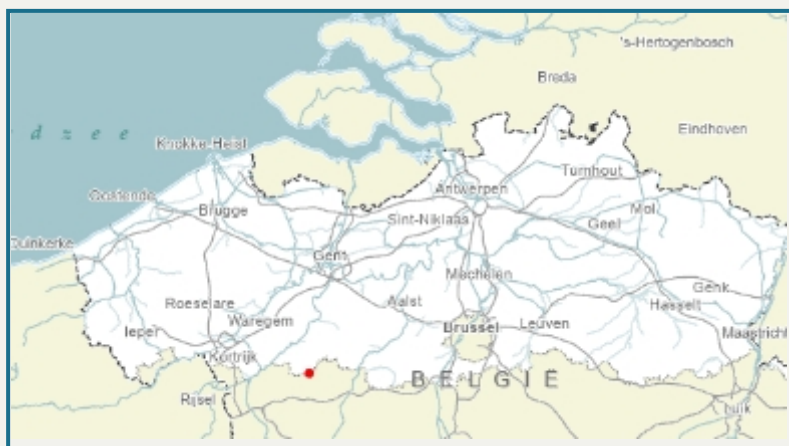 's-Hertogenbosch
Breda
Eindhoven
dzee
Knokke-Heist
Turnhout
Antwerpen
Oostende
Brugge
Sint-Niklaas
Mol
Geel
Duinkerke
Gent
Mechelen
Genk
Roeselare
Aalst
Hasselt
Waregem
Ieper
Brussel
Leuven
Maastricht
Kortrijk
BELGIË
Rijsel
Luik